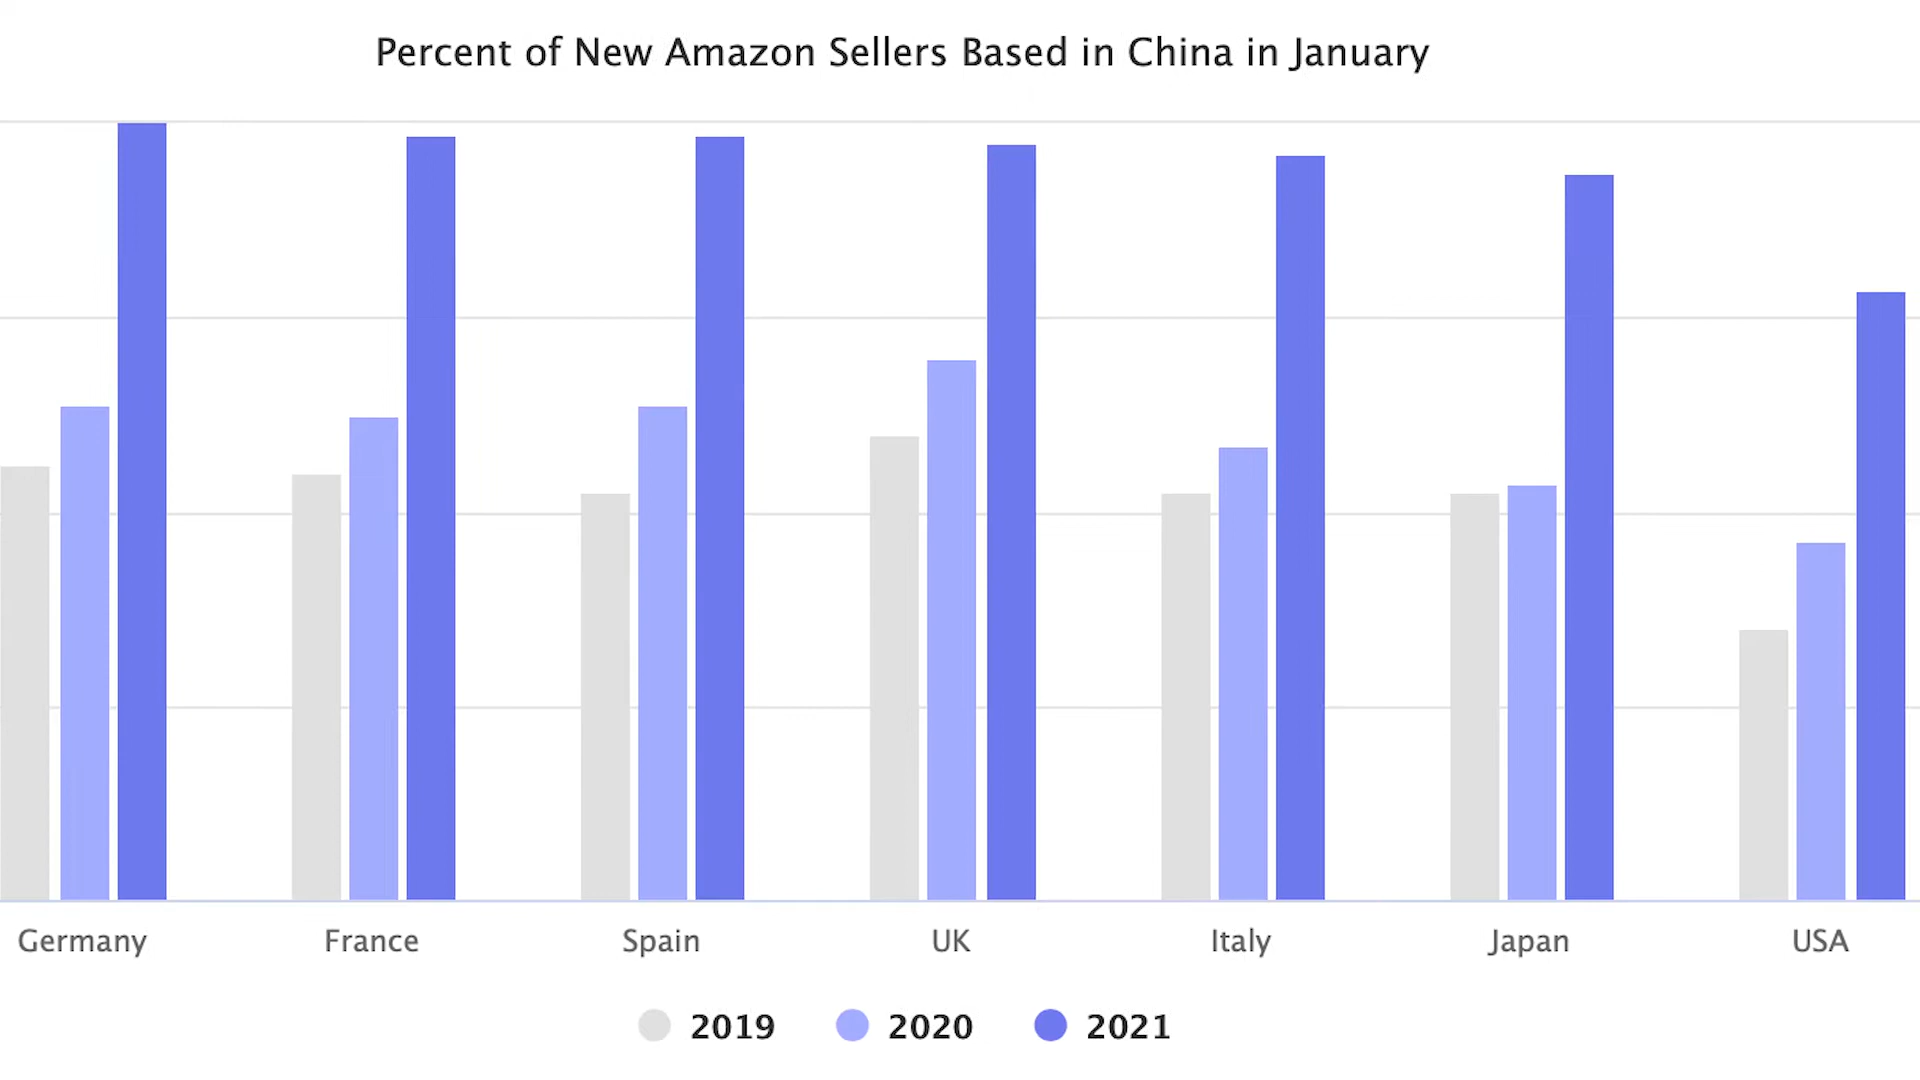 Percent of New Amazon Sellers Based in China in January
Germany France Spain UK Italy Japan USA
2019 2020 2021